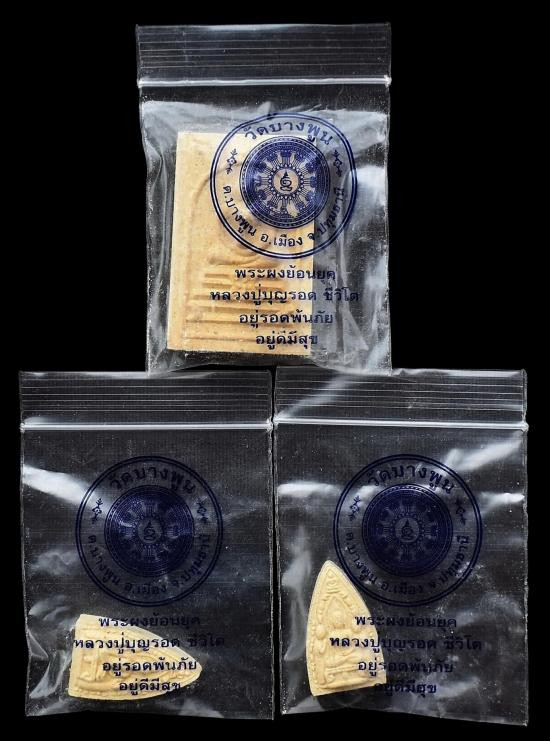 วัดบางพูน
ต.บางพูน อ.เมือง จ.ปทุมธานี
พระผงย้อนยุค
หลวงปู่บุญรอด ชีวิโต
อยู่รอดพ้นภัย
อยู่ดีมีสุข
วัดบางพูน
ต.บางพูน อ.เมือง จ.ปทุมธานี
พระผงย้อนยุค
หลวงปู่บุญรอด ชีวิโต
อยู่รอดพ้นภัย
อยู่ดีมีสุข
วัดบางพูน
ต.บางพูน อ.เมือง จ.ปทุมธานี
พระผงย้อนยุค
หลวงปู่บุญรอด ชีวิโต
อยู่รอดพ้นภัย
อยู่ดีมีสุข